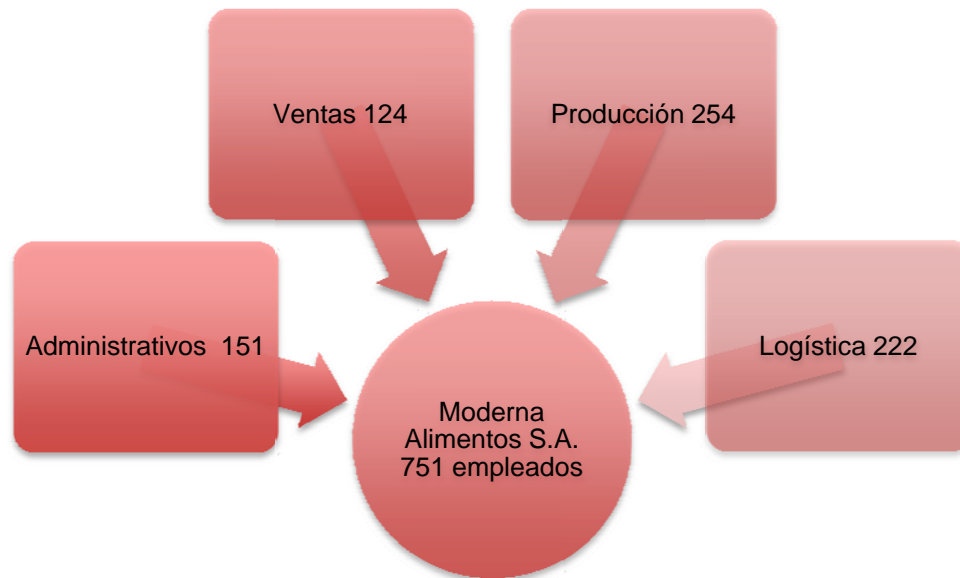 Ventas 124
Producción 254
Administrativos 151
Logística 222
Moderna
Alimentos S.A.
751 empleados